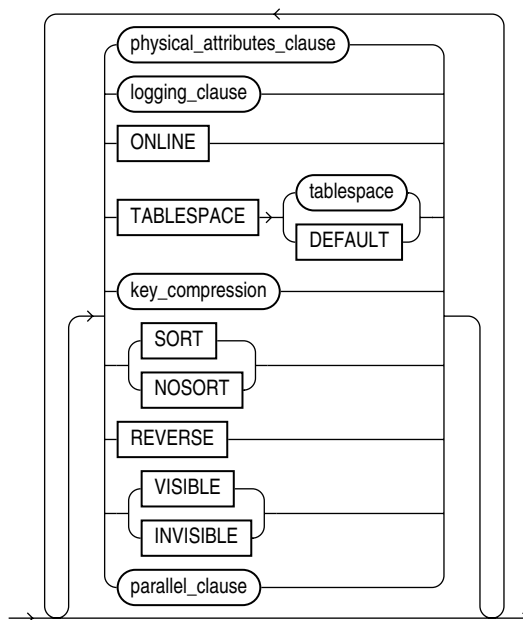 physical_attributes_clause
logging_clause
ONLINE
tablespace
TABLESPACE
DEFAULT
key_compression
SORT
NOSORT
REVERSE
VISIBLE
INVISIBLE
parallel_clause